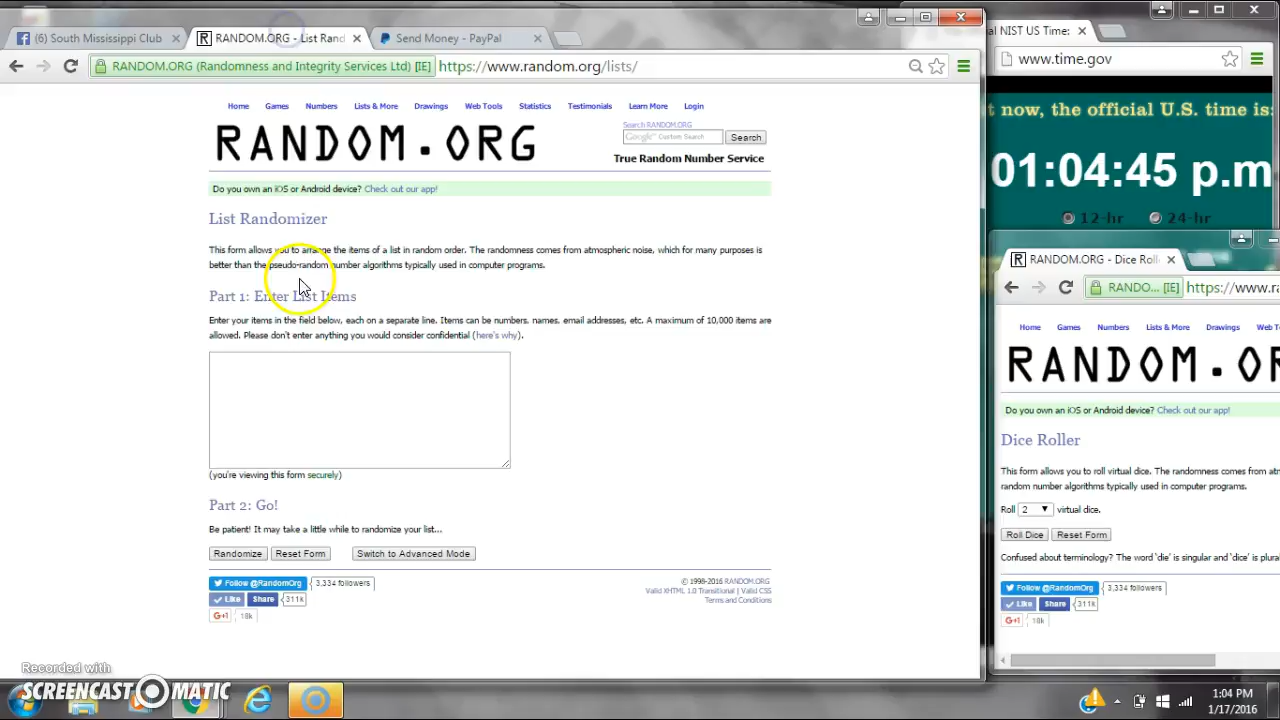 (6) South Mississippi Club
RANDOM.ORG - List Rand
Send Money - PayPal
RANDOM.ORG (Randomness and Integrity Services Ltd) [IE]
https://www.random.org/lists/
Home Games Numbers Lists & More Drawings Web Tools Statistics Testimonials Learn More Login
RANDOM.ORG
Search RANDOM.ORG
Google™ Custom Search
Search
True Random Number Service
Do you own an iOS or Android device? Check out our app!
List Randomizer
This form allows you to arrange the items of a list in random order. The randomness comes from atmospheric noise, which for many purposes is
better than the pseudo-random number algorithms typically used in computer programs.
Part 1: Enter List Items
Enter your items in the field below, each on a separate line. Items can be numbers, names, email addresses, etc. A maximum of 10,000 items are
allowed. Please don't enter anything you would consider confidential (here's why).
(you're viewing this form securely)
Part 2: Go!
Be patient! It may take a little while to randomize your list...
Randomize Reset Form Switch to Advanced Mode
Follow @RandomOrg 3,334 followers
Like Share 311k
G+1 18k
© 1998-2016 RANDOM.ORG
Valid XHTML 1.0 Transitional | Valid CSS
Terms and Conditions
al NIST US Time:
www.time.gov
t now, the official U.S. time is:
01:04:45 p.m
12-hr 24-hr
RANDOM.ORG - Dice Roll
RANDO... [IE] https://www.ra
Home Games Numbers Lists & More Drawings Web T
RANDOM.OR
Do you own an iOS or Android device? Check out our app!
Dice Roller
This form allows you to roll virtual dice. The randomness comes from
random number algorithms typically used in computer programs.
Roll 2 virtual dice.
Roll Dice Reset Form
Confused about terminology? The word 'die' is singular and 'dice' is plura
Follow @RandomOrg 3,334 followers
Like Share 311k
G+1 18k
Recorded with
SCREENCAST MATIC
1:04 PM
1/17/2016